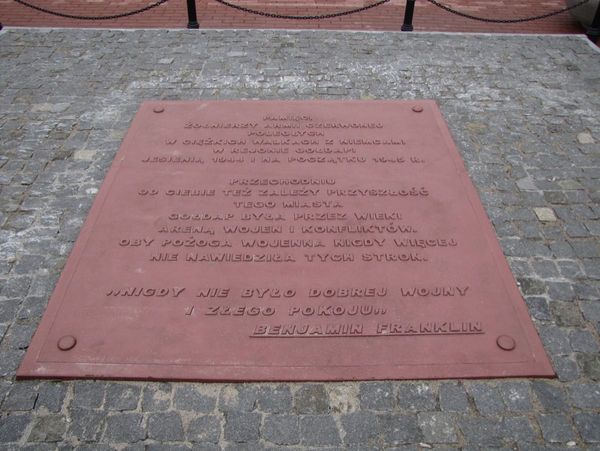 PAMIĘCI
ŻOŁNIERZY ARMII CZERWONEJ
POLEGŁYCH
W CIĘŻKICH WALKACH Z NIEMCAMI
W REJONIE GOŁDAPI
JESIENIĄ 1944 I NA POCZĄTKU 1945 R.
PRZECHODNIU
OD CIEBIE TEŻ ZALEŻY PRZYSZŁOŚĆ
TEGO MIASTA
GOŁDAP BYŁA PRZEZ WIEKI
ARENĄ WOJEN I KONFLIKTÓW.
OBY POŻOGA WOJENNA NIGDY WIĘCEJ
NIE NAWIEDZIŁA TYCH STRON.
,,NIGDY NIE BYŁO DOBREJ WOJNY
I ZŁEGO POKOJU,,
BENJAMIN FRANKLIN